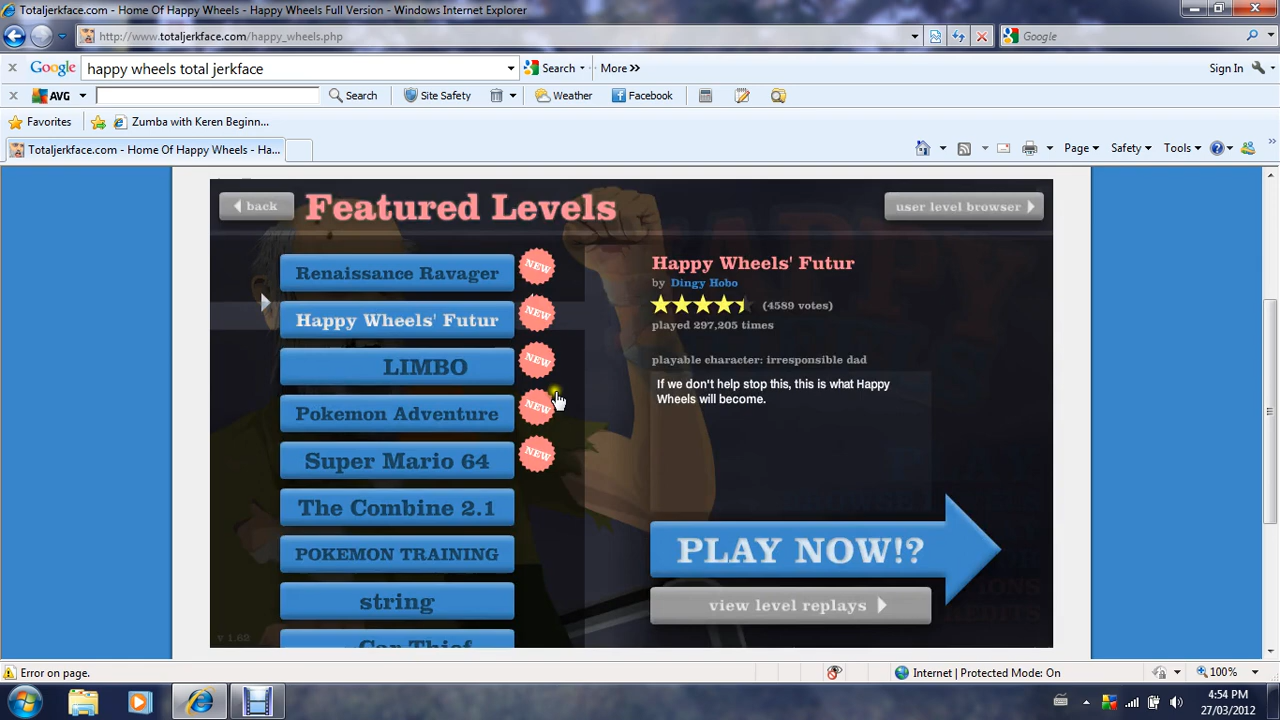 Totaljerkface.com - Home Of Happy Wheels - Happy Wheels Full Version - Windows Internet Explorer
http://www.totaljerkface.com/happy_wheels.php
Google
Google happy wheels total jerkface Search More >> Sign In
AVG Search Site Safety Weather Facebook
Favorites Zumba with Keren Beginn...
Totaljerkface.com - Home Of Happy Wheels - Ha... Page Safety Tools
back
Featured Levels
user level browser
Renaissance Ravager
NEW
Happy Wheels' Futur
NEW
LIMBO
NEW
Pokemon Adventure
NEW
Super Mario 64
NEW
The Combine 2.1
POKEMON TRAINING
string
Car Thief
v 1.62
Happy Wheels' Futur
by Dingy Hobo
(4589 votes)
played 297,205 times
playable character: irresponsible dad
If we don't help stop this, this is what Happy
Wheels will become.
PLAY NOW!?
view level replays
Error on page. Internet | Protected Mode: On 100%
4:54 PM
27/03/2012